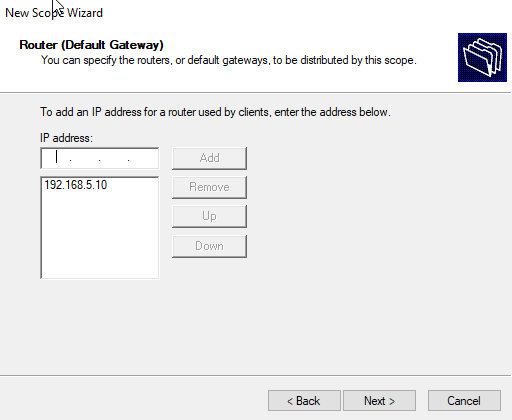 New Scope Wizard
Router (Default Gateway)
You can specify the routers, or default gateways, to be distributed by this scope.
To add an IP address for a router used by clients, enter the address below.
IP address:
. . .
Add
192.168.5.10
Remove
Up
Down
< Back
Next >
Cancel